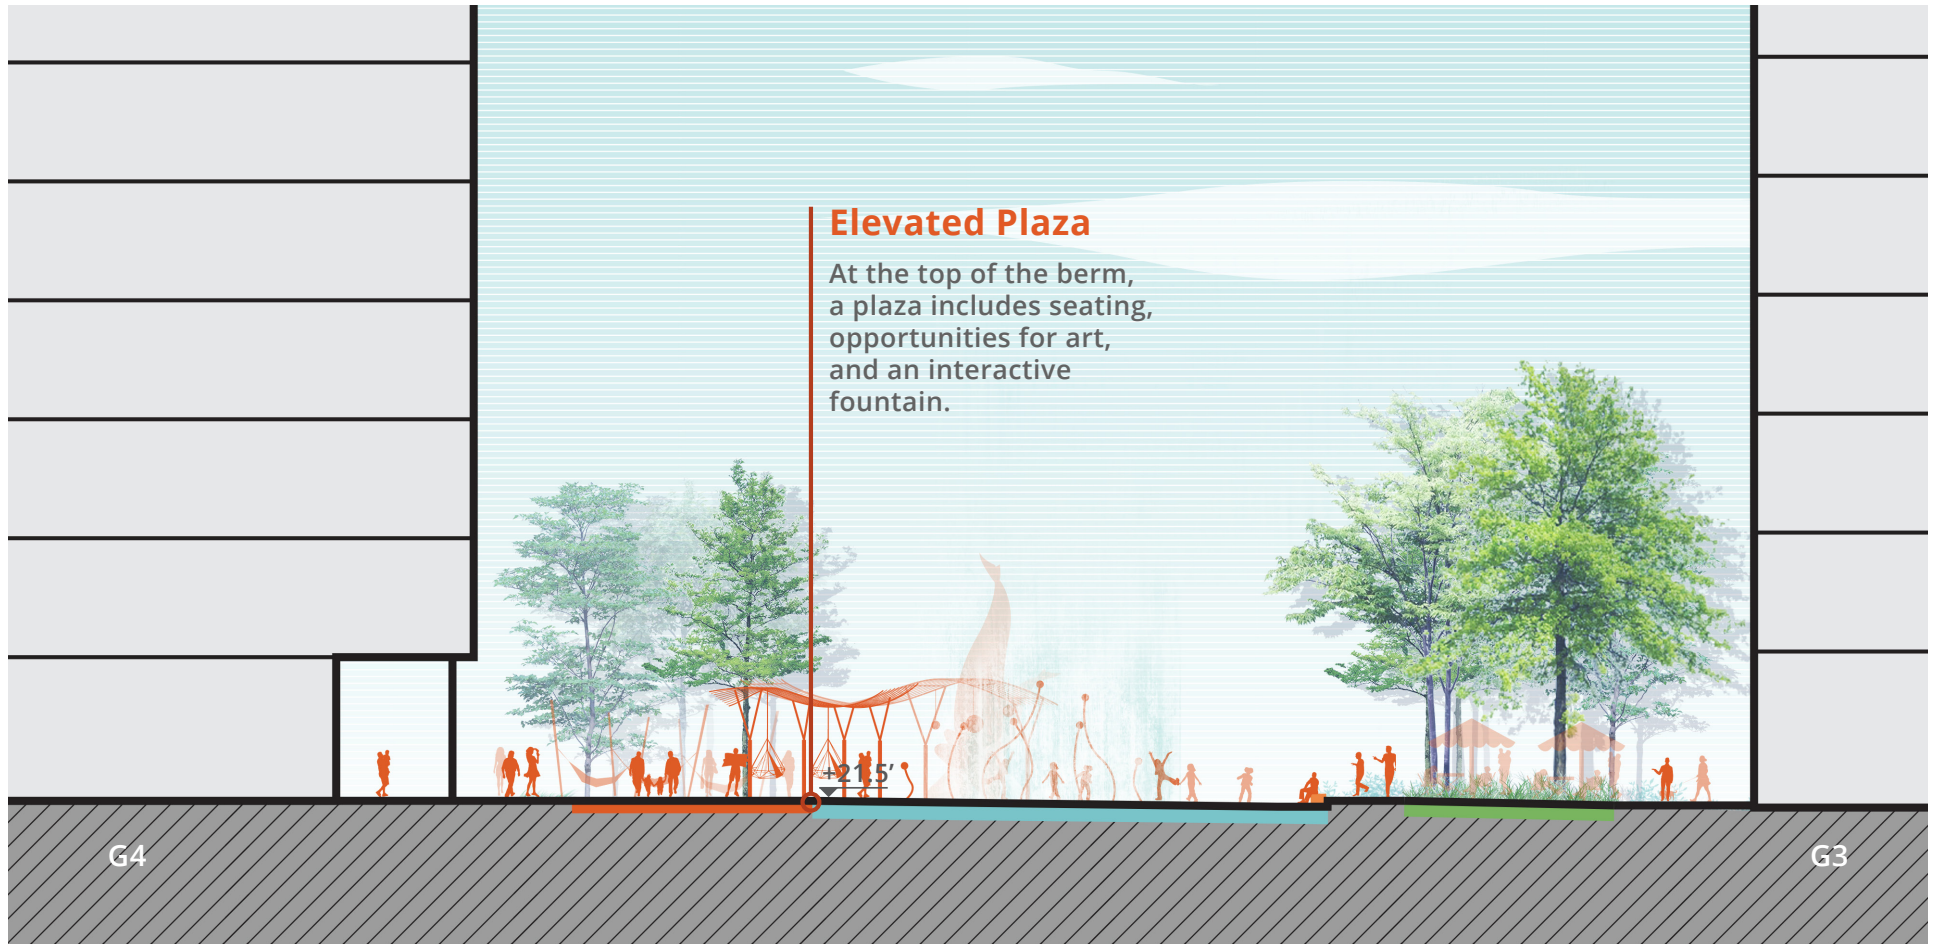 Elevated Plaza
At the top of the berm,
a plaza includes seating,
opportunities for art,
and an interactive
fountain.
+21.5’
G4
G3